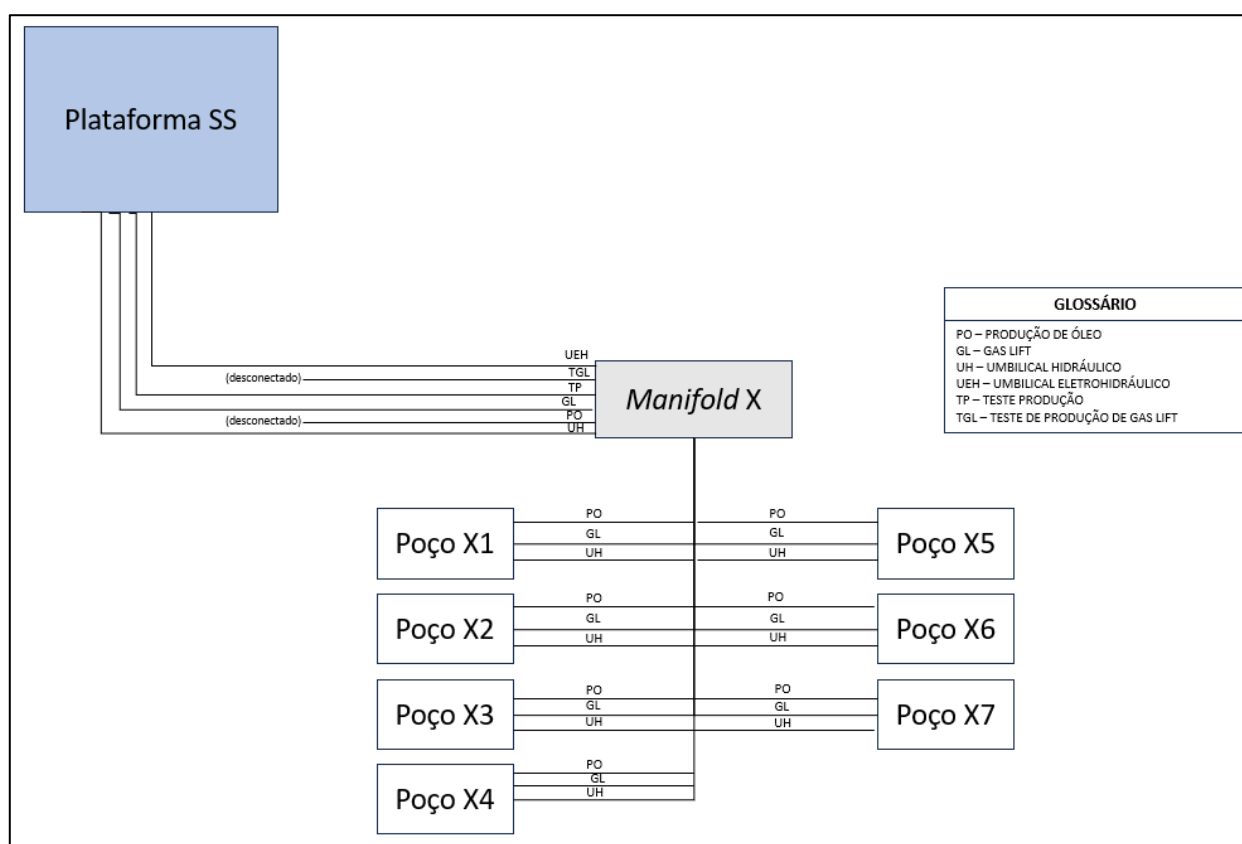 Plataforma SS
UEH
TGL
(desconectado)
TP
GL
PO
(desconectado)
UH
Manifold X
GLOSSÁRIO
PO – PRODUÇÃO DE ÓLEO
GL – GAS LIFT
UH – UMBILICAL HIDRÁULICO
UEH – UMBILICAL ELETROHIDRÁULICO
TP – TESTE PRODUÇÃO
TGL – TESTE DE PRODUÇÃO DE GAS LIFT
Poço X1
PO
GL
UH
PO
GL
UH
Poço X5
Poço X2
PO
GL
UH
PO
GL
UH
Poço X6
Poço X3
PO
GL
UH
PO
GL
UH
Poço X7
Poço X4
PO
GL
UH